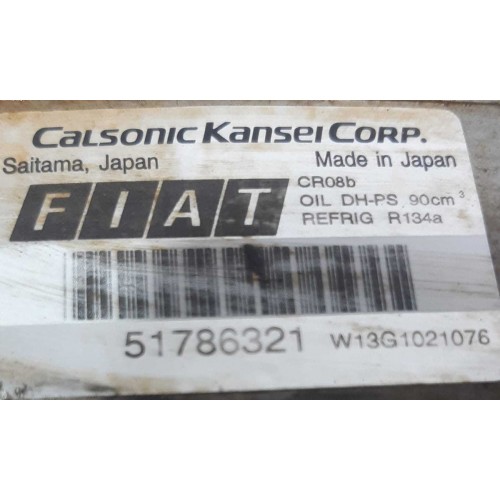 Calsonic Kansei Corp.
Saitama, Japan Made in Japan
FIAT CR08b
OIL DH-PS 90cm³
REFRIG R134a
51786321 W13G1021076